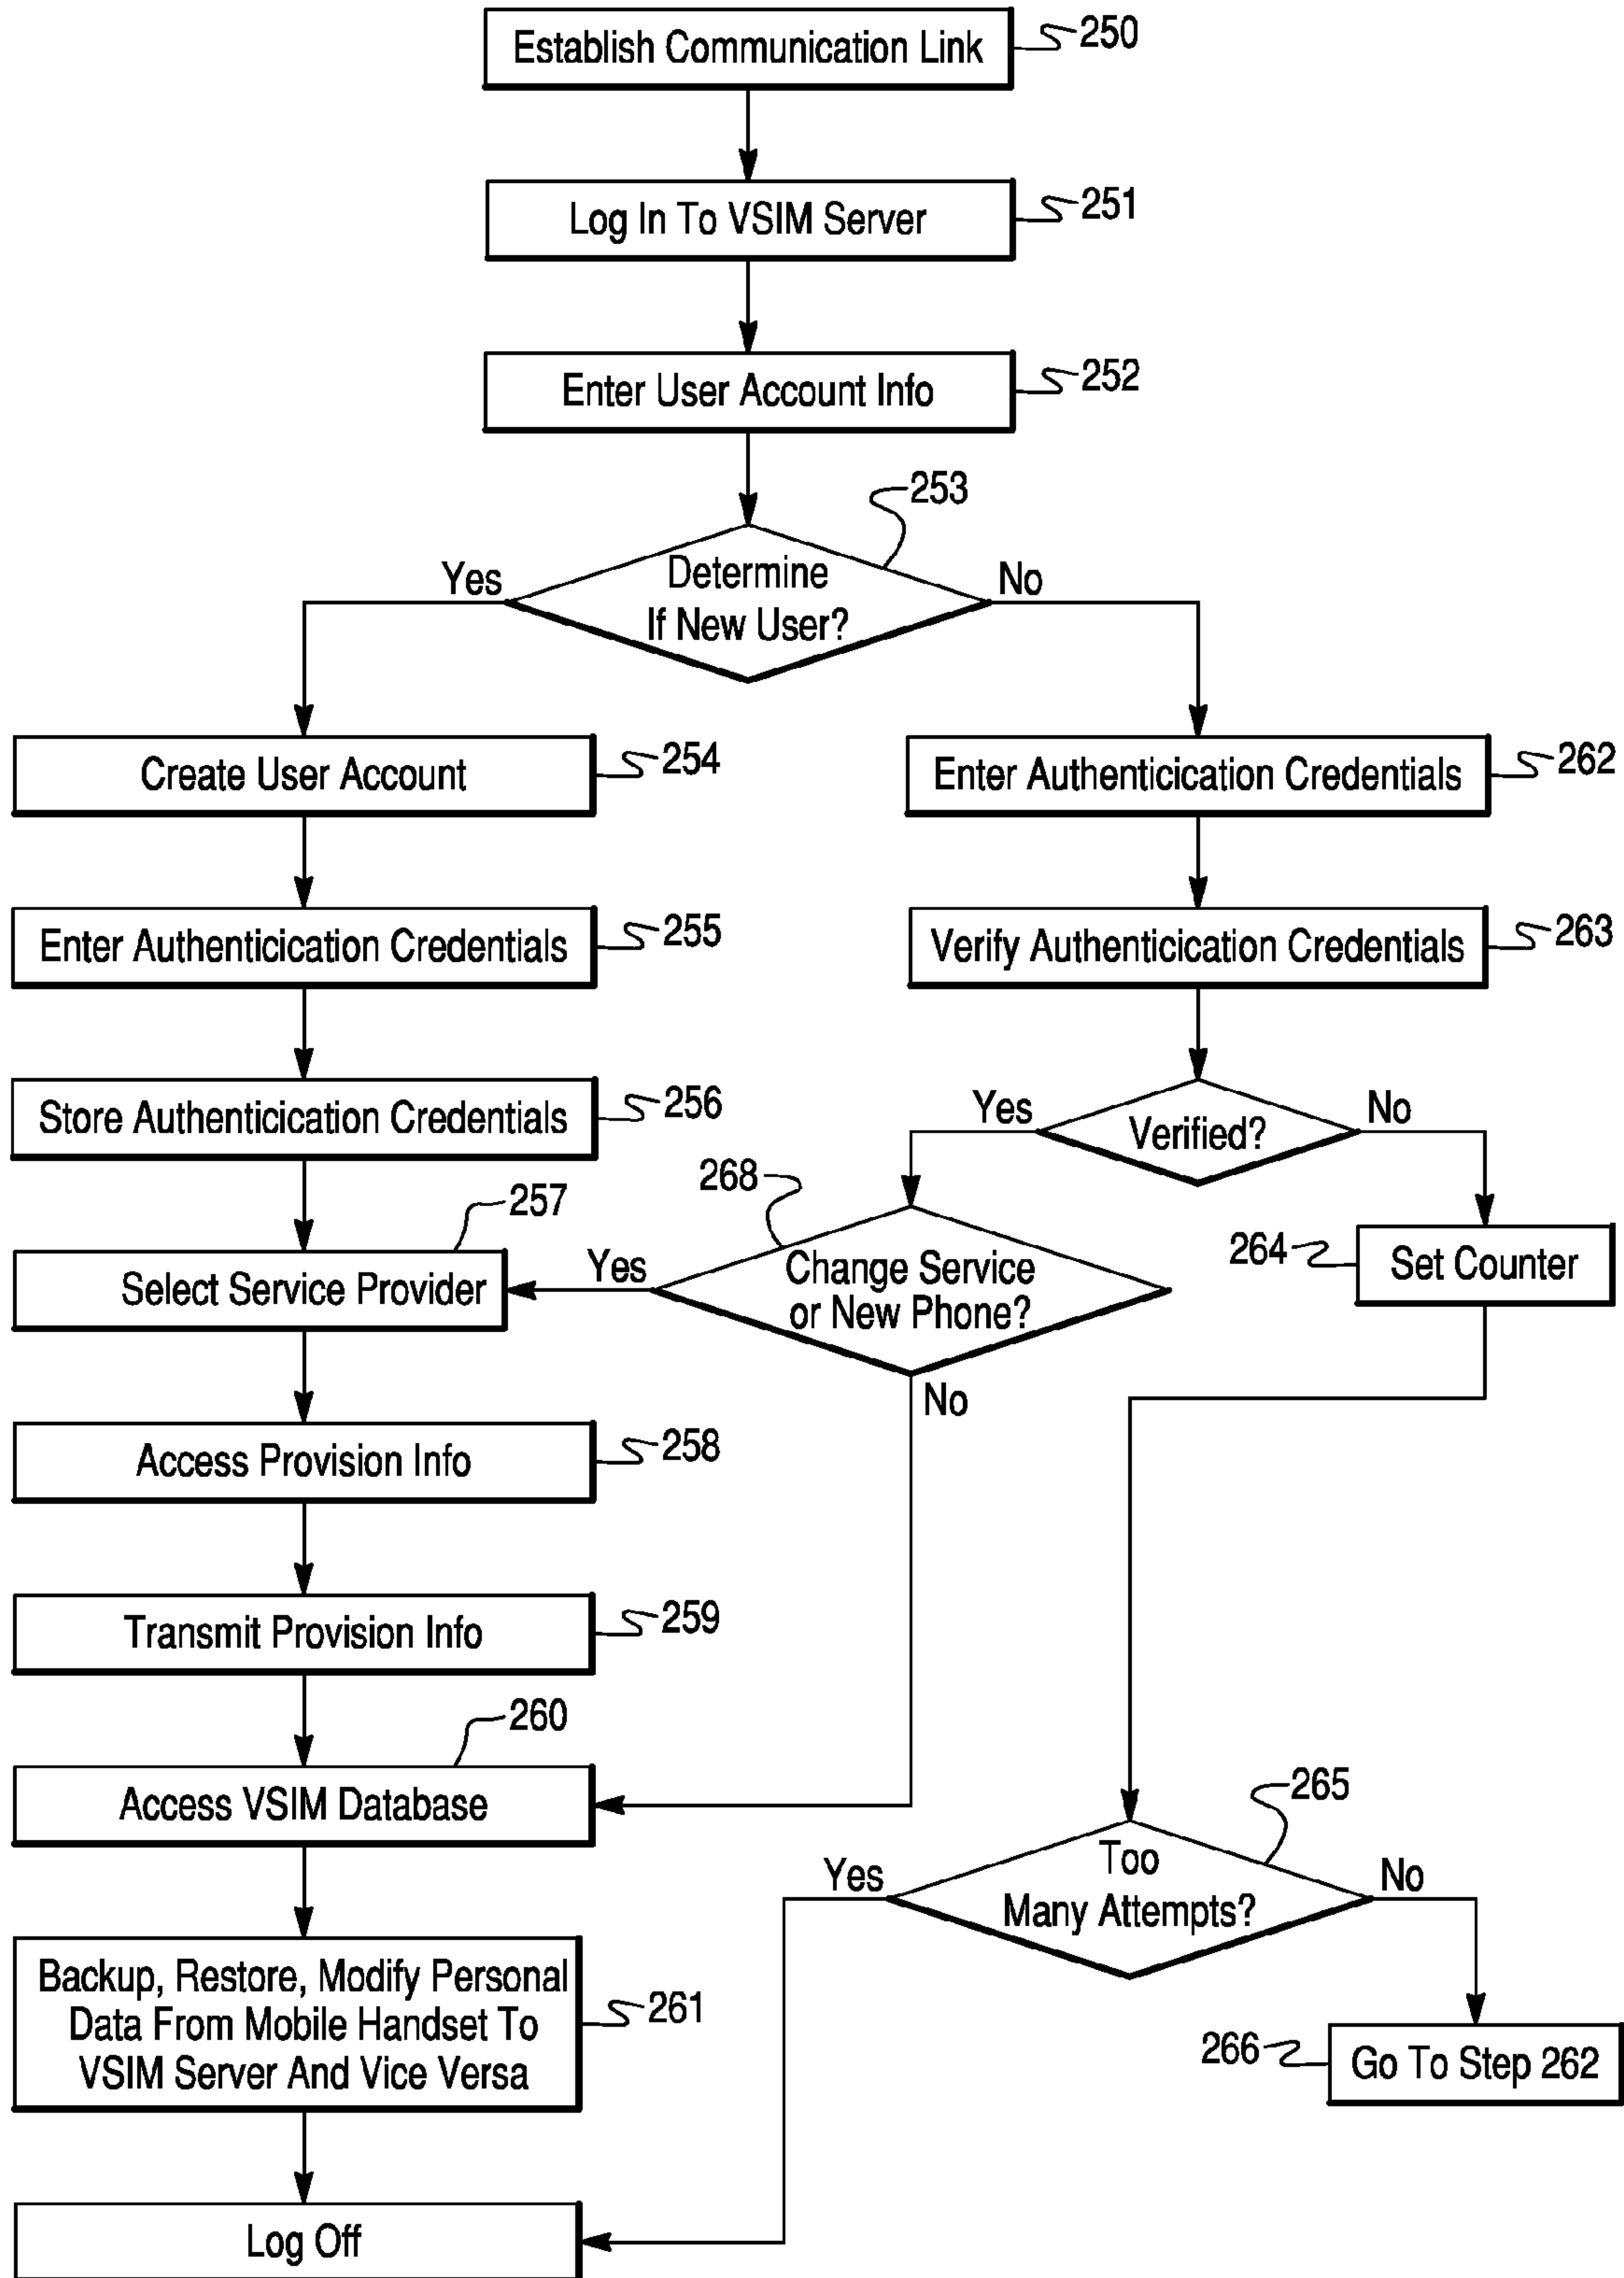 Establish Communication Link
250
Log In To VSIM Server
251
Enter User Account Info
252
253
Determine
If New User?
Yes
No
Create User Account
254
Enter Authenticication Credentials
262
Enter Authenticication Credentials
255
Verify Authenticication Credentials
263
Store Authenticication Credentials
256
Yes
Verified?
No
268
257
Select Service Provider
Yes
Change Service
or New Phone?
No
264
Set Counter
Access Provision Info
258
Transmit Provision Info
259
260
Access VSIM Database
265
Yes
Too
Many Attempts?
No
Backup, Restore, Modify Personal
Data From Mobile Handset To
VSIM Server And Vice Versa
261
266
Go To Step 262
Log Off